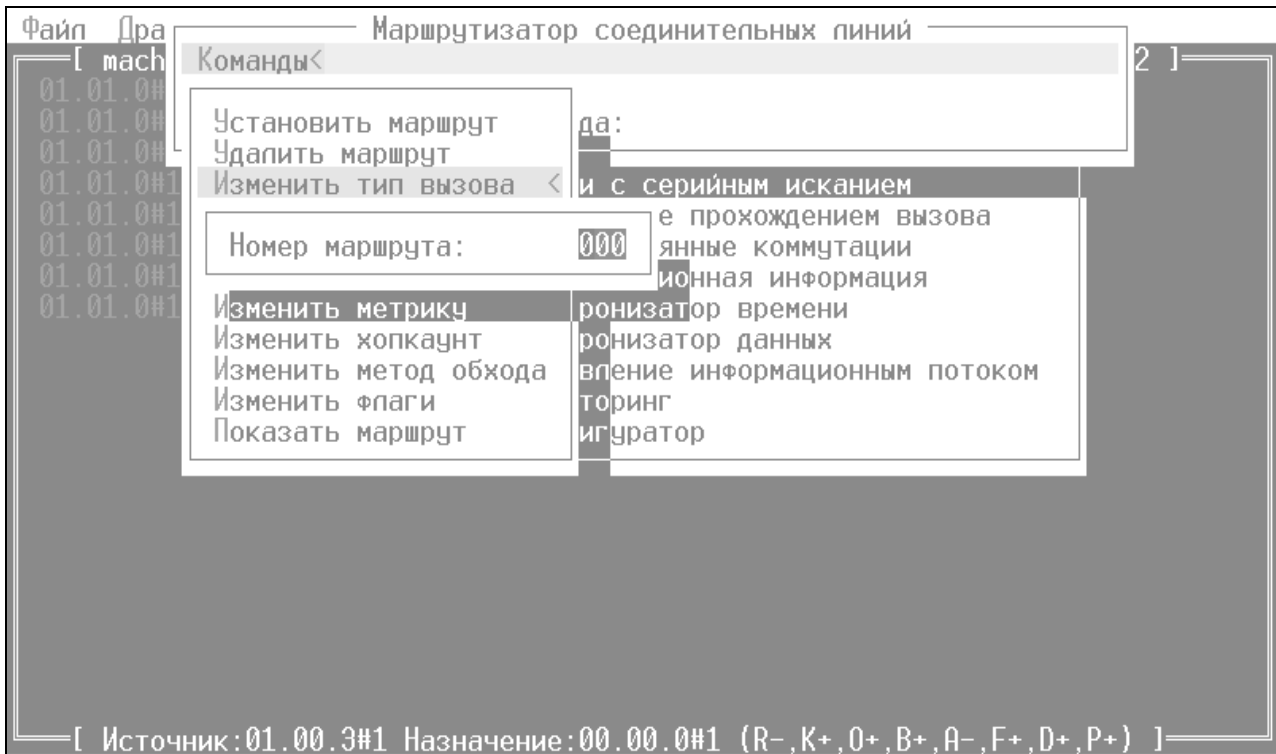 Файл Дра Маршрутизатор соединительных линий
[ mach Команды< 2 ]
01.01.0#
01.01.0# Установить маршрут да:
01.01.0# Удалить маршрут
01.01.0#1 Изменить тип вызова < и с серийным исканием
01.01.0#1 е прохождением вызова
01.01.0#1 Номер маршрута: 000 янные коммутации
01.01.0#1 ионная информация
01.01.0#1 Изменить метрику ронизатор времени
Изменить хопкаунт ронизатор данных
Изменить метод обхода вление информационным потоком
Изменить флаги торинг
Показать маршрут игуратор
[ Источник:01.00.3#1 Назначение:00.00.0#1 (R-,K+,O+,B+,A-,F+,D+,P+) ]